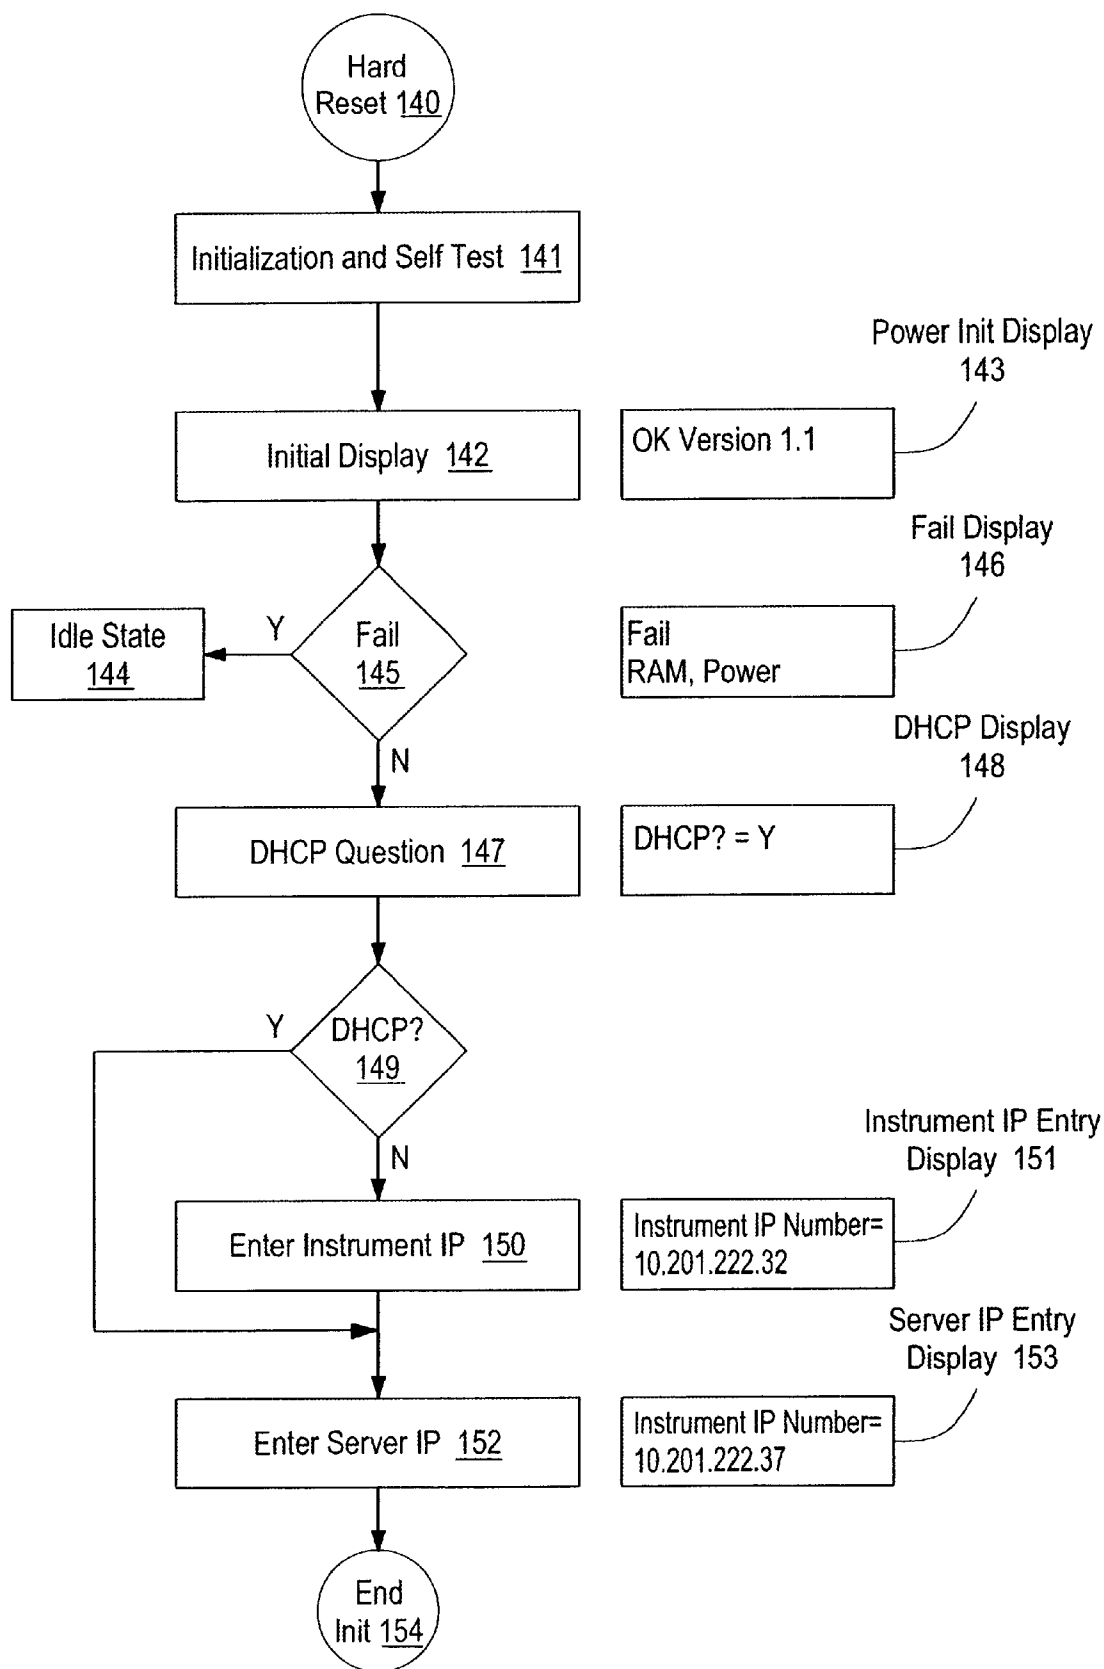 Hard
Reset 140
Initialization and Self Test 141
Power Init Display
143
Initial Display 142
OK Version 1.1
Fail Display
146
Idle State
144
Y
Fail
145
Fail
RAM, Power
N
DHCP Display
148
DHCP Question 147
DHCP? = Y
Y
DHCP?
149
N
Instrument IP Entry
Display 151
Enter Instrument IP 150
Instrument IP Number=
10.201.222.32
Server IP Entry
Display 153
Enter Server IP 152
Instrument IP Number=
10.201.222.37
End
Init 154